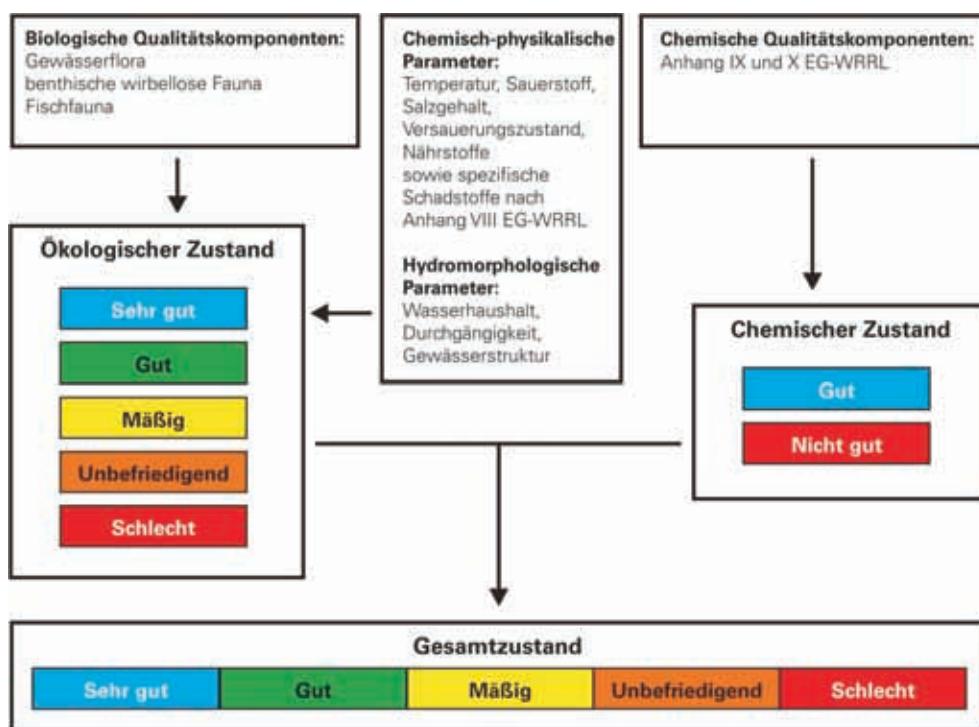 Biologische Qualitätskomponenten:
Gewässerflora
benthische wirbellose Fauna
Fischfauna
Chemisch-physikalische
Parameter:
Temperatur, Sauerstoff,
Salzgehalt,
Versauerungszustand,
Nährstoffe
sowie spezifische
Schadstoffe nach
Anhang VIII EG-WRRL
Hydromorphologische
Parameter:
Wasserhaushalt,
Durchgängigkeit,
Gewässerstruktur
Chemische Qualitätskomponenten:
Anhang IX und X EG-WRRL
Ökologischer Zustand
Sehr gut
Gut
Mäßig
Unbefriedigend
Schlecht
Chemischer Zustand
Gut
Nicht gut
Gesamtzustand
Sehr gut Gut Mäßig Unbefriedigend Schlecht